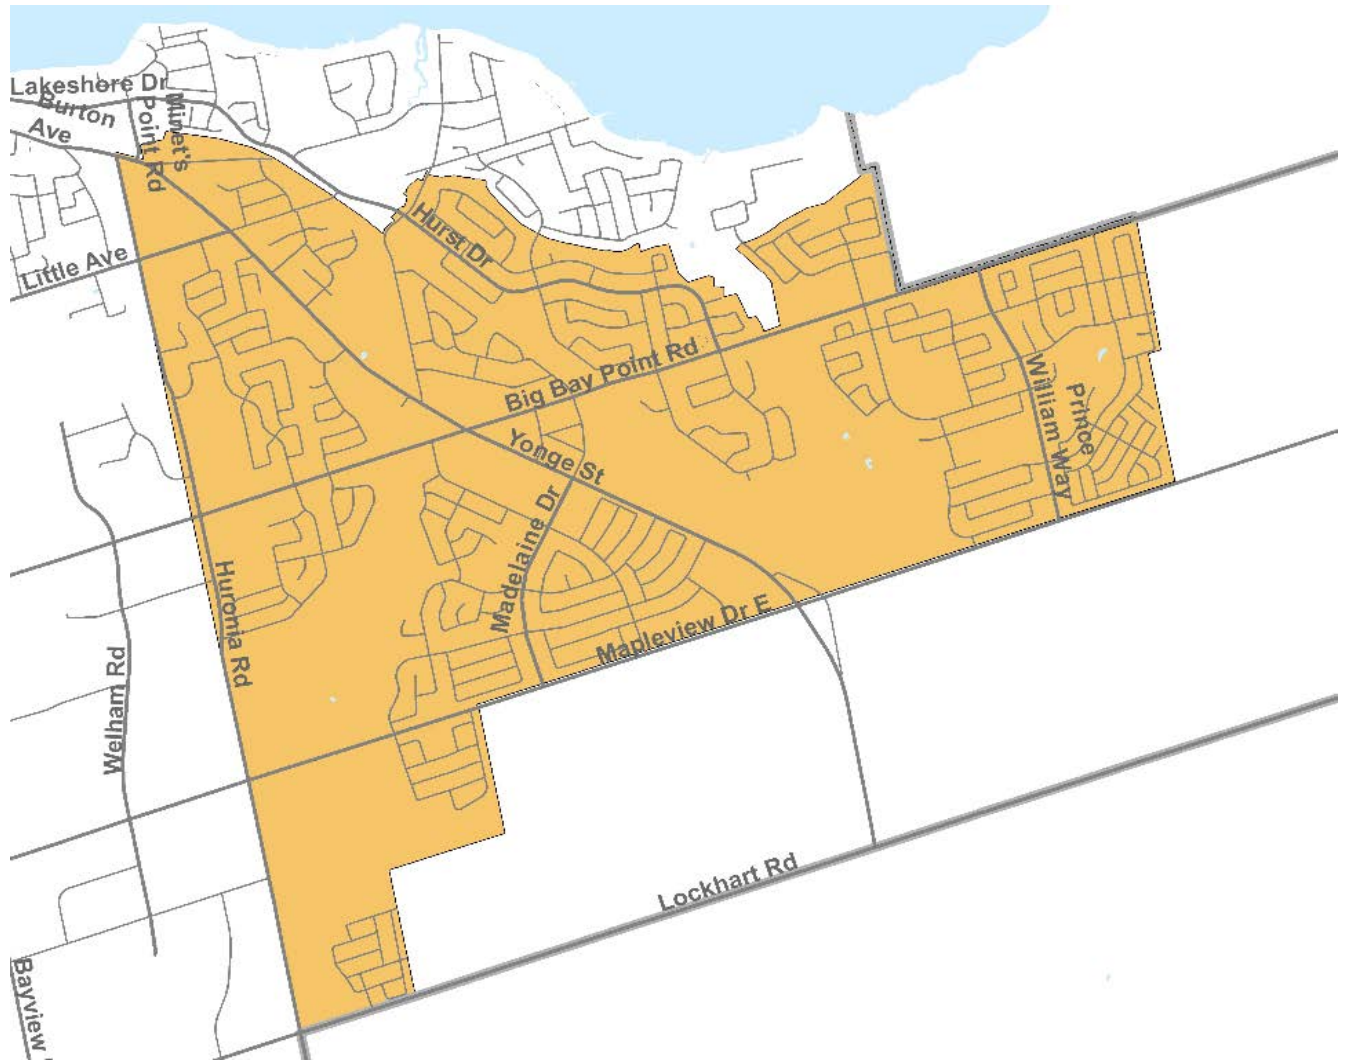 Lakeshore Dr
Burton
Ave
Minet's
Point Rd
Little Ave
Hurst Dr
Big Bay Point Rd
Yonge St
Prince
William Way
Madelaine Dr
Huronia Rd
Mapleview Dr E
Welham Rd
Lockhart Rd
Bayview